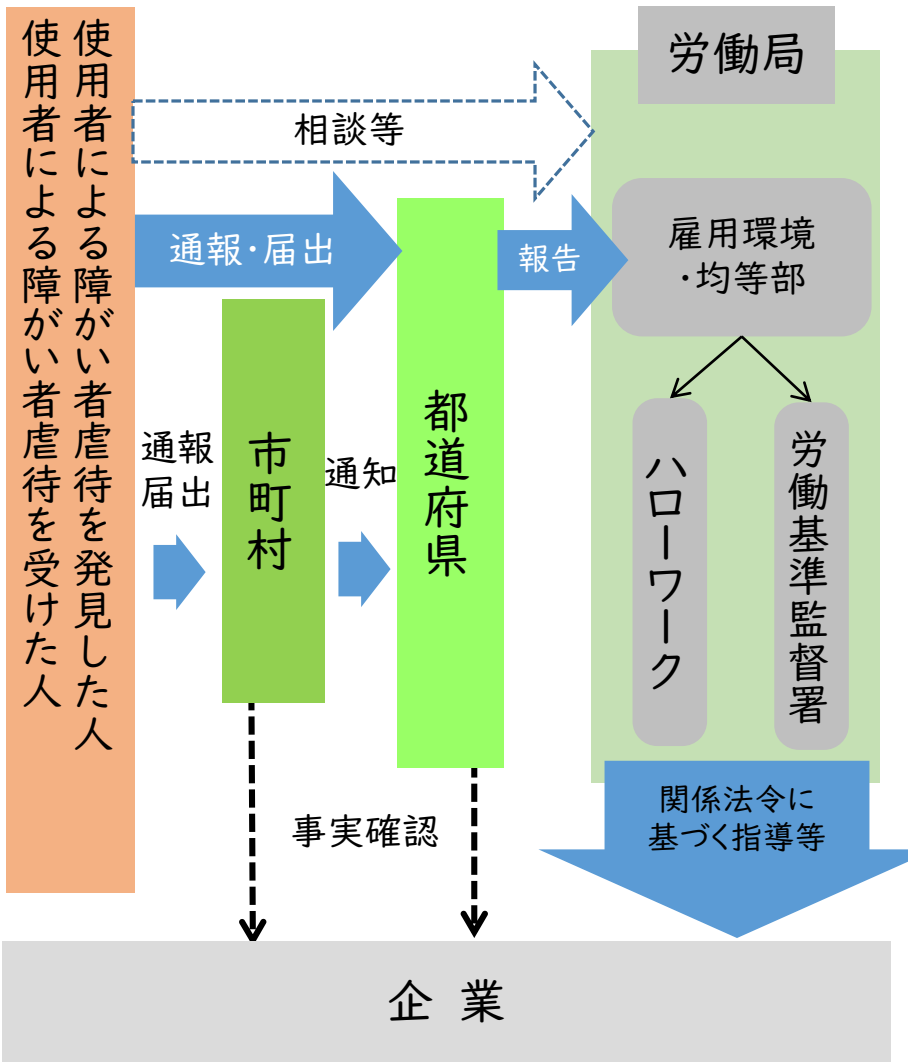 使用者による障がい者虐待を発見した人
使用者による障がい者虐待を受けた人
労働局
相談等
通報・届出
報告
雇用環境
・均等部
通報
届出
市町村
通知
都道府県
ハローワーク
労働基準監督署
事実確認
関係法令に
基づく指導等
企業